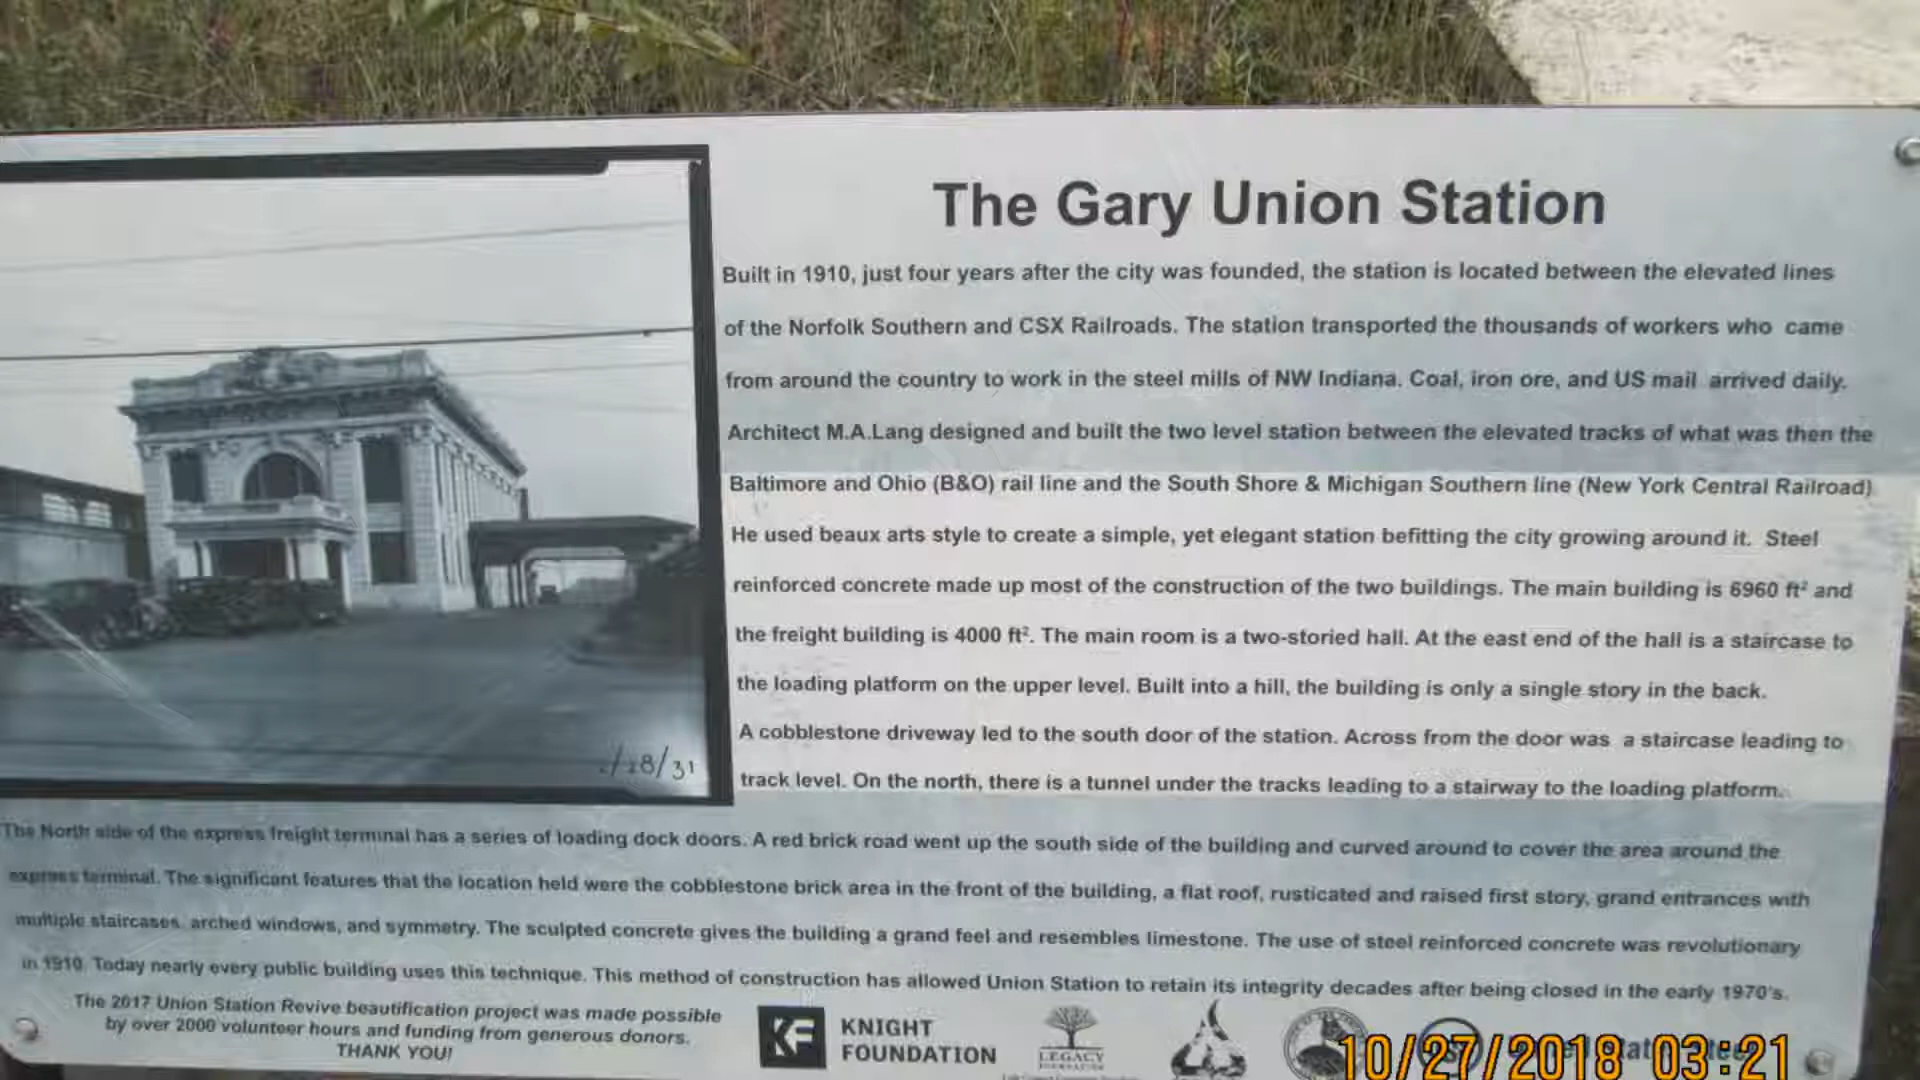 The Gary Union Station
Built in 1910, just four years after the city was founded, the station is located between the elevated lines
of the Norfolk Southern and CSX Railroads. The station transported the thousands of workers who came
from around the country to work in the steel mills of NW Indiana. Coal, iron ore, and US mail arrived daily.
Architect M.A.Lang designed and built the two level station between the elevated tracks of what was then the
Baltimore and Ohio (B&O) rail line and the South Shore & Michigan Southern line (New York Central Railroad)
He used beaux arts style to create a simple, yet elegant station befitting the city growing around it. Steel
reinforced concrete made up most of the construction of the two buildings. The main building is 6960 ft² and
the freight building is 4000 ft². The main room is a two-storied hall. At the east end of the hall is a staircase to
the loading platform on the upper level. Built into a hill, the building is only a single story in the back.
A cobblestone driveway led to the south door of the station. Across from the door was a staircase leading to
track level. On the north, there is a tunnel under the tracks leading to a stairway to the loading platform.
/28/31
The North side of the express freight terminal has a series of loading dock doors. A red brick road went up the south side of the building and curved around to cover the area around the
express terminal. The significant features that the location held were the cobblestone brick area in the front of the building, a flat roof, rusticated and raised first story, grand entrances with
multiple staircases, arched windows, and symmetry. The sculpted concrete gives the building a grand feel and resembles limestone. The use of steel reinforced concrete was revolutionary
in 1910. Today nearly every public building uses this technique. This method of construction has allowed Union Station to retain its integrity decades after being closed in the early 1970's.
The 2017 Union Station Revive beautification project was made possible
by over 2000 volunteer hours and funding from generous donors.
THANK YOU!
KF
KNIGHT
FOUNDATION
LEGACY
FOUNDATION
10/27/2018 03:21